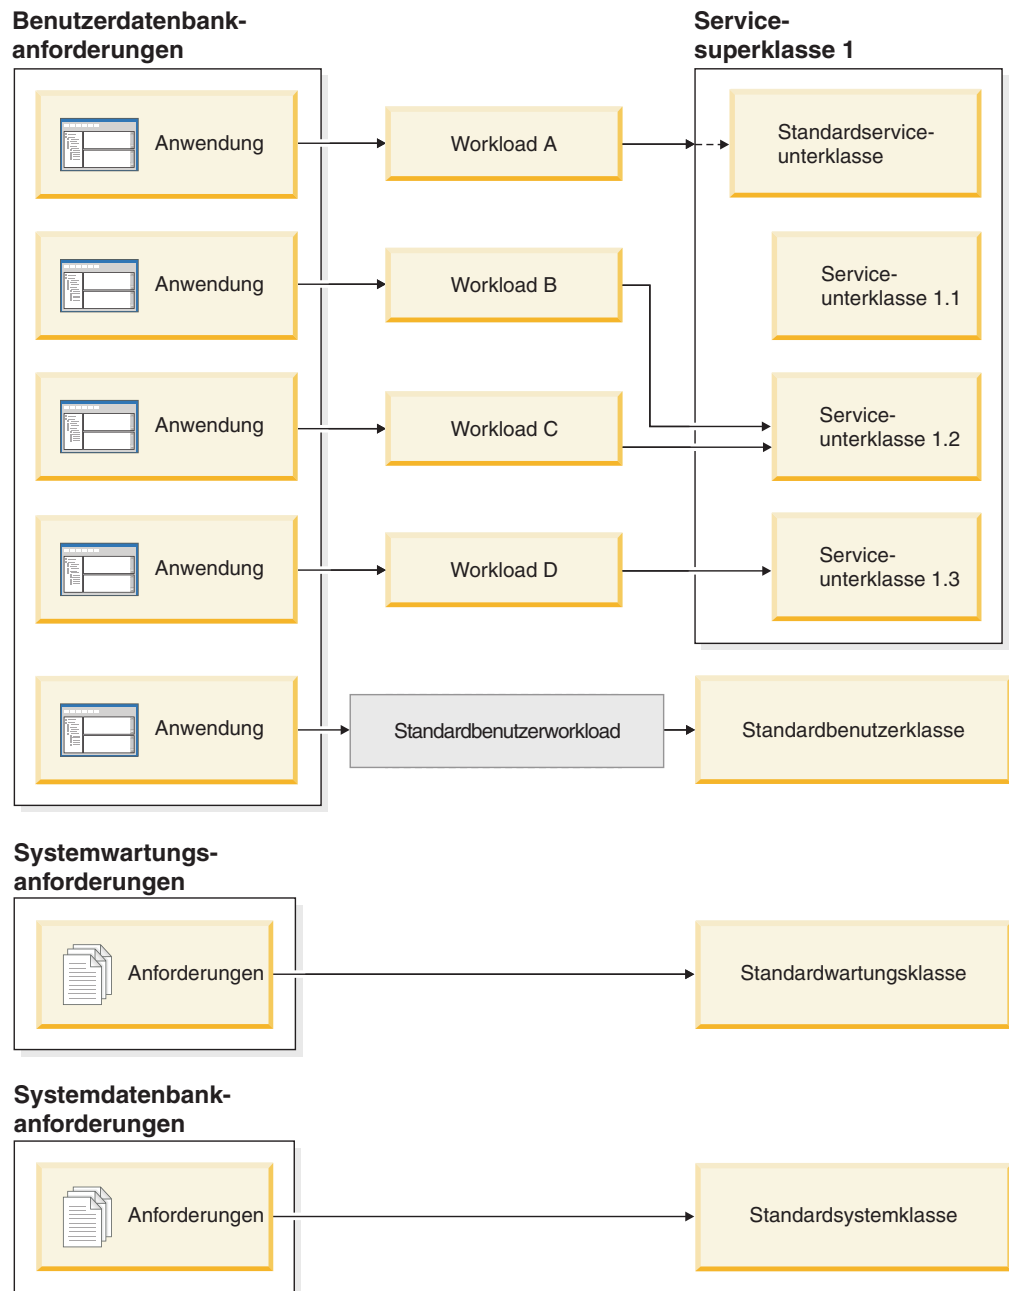 Benutzerdatenbank-
anforderungen
Service-
superklasse 1
Anwendung
Workload A
Standardservice-
unterklasse
Anwendung
Workload B
Service-
unterklasse 1.1
Anwendung
Workload C
Service-
unterklasse 1.2
Anwendung
Workload D
Service-
unterklasse 1.3
Anwendung
Standardbenutzerworkload
Standardbenutzerklasse
Systemwartungs-
anforderungen
Anforderungen
Standardwartungsklasse
Systemdatenbank-
anforderungen
Anforderungen
Standardsystemklasse